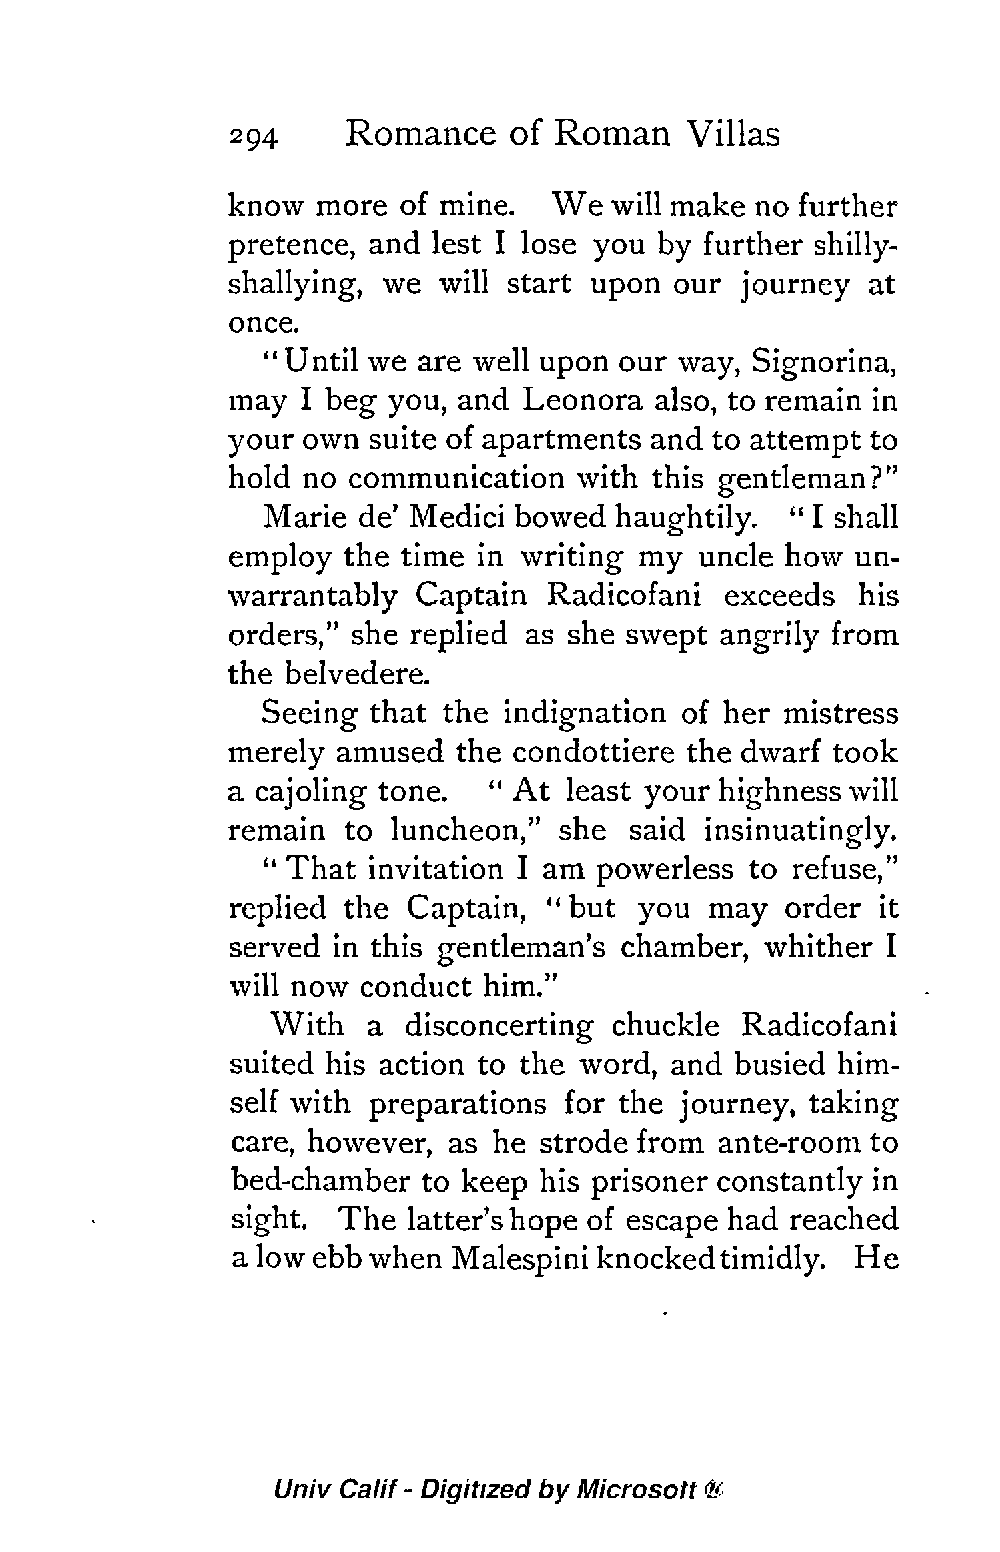 294 Romance of Roman Villas
know more of mine. We will make no further
pretence, and lest I lose you by further shilly-
shallying, we will start upon our journey at
once.
"Until we are well upon our way, Signorina,
may I beg you, and Leonora also, to remain in
your own suite of apartments and to attempt to
hold no communication with this gentleman?"
Marie de' Medici bowed haughtily. "I shall
employ the time in writing my uncle how un-
warrantably Captain Radicofani exceeds his
orders," she replied as she swept angrily from
the belvedere.
Seeing that the indignation of her mistress
merely amused the condottiere the dwarf took
a cajoling tone. "At least your highness will
remain to luncheon," she said insinuatingly.
"That invitation I am powerless to refuse,"
replied the Captain, "but you may order it
served in this gentleman's chamber, whither I
will now conduct him."
With a disconcerting chuckle Radicofani
suited his action to the word, and busied him-
self with preparations for the journey, taking
care, however, as he strode from ante-room to
bed-chamber to keep his prisoner constantly in
sight. The latter's hope of escape had reached
a low ebb when Malespini knocked timidly. He
Univ Calif - Digitized by Microsoft ®